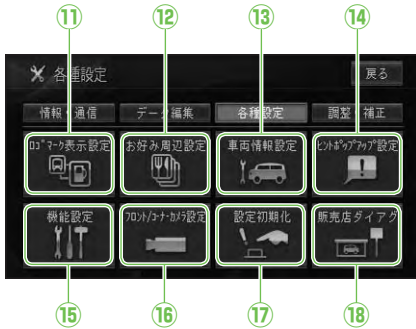 ⑪ ⑫ ⑬ ⑭
各種設定 戻る
情報・通信 データ編集 各種設定 調整・補正
ﾛｺﾞﾏｰｸ表示設定 お好み周辺設定 車両情報設定 ﾋﾝﾄﾎﾟｯﾌﾟｱｯﾌﾟ設定
機能設定 ﾌﾛﾝﾄ/ｺｰﾅｰｶﾒﾗ設定 設定初期化 販売店ダイアグ
⑮ ⑯ ⑰ ⑱